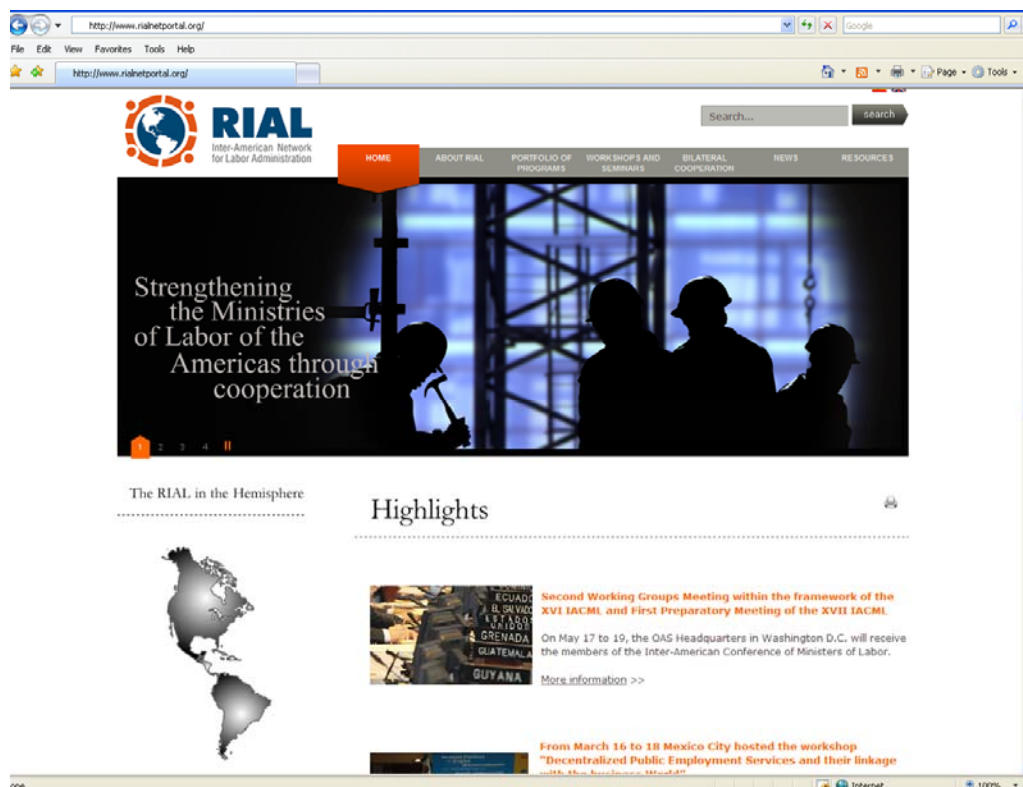 http://www.rialnetportal.org/
Google
File Edit View Favorites Tools Help
http://www.rialnetportal.org/
Page Tools
RIAL
Inter-American Network
for Labor Administration
Search...
search
HOME
ABOUT RIAL
PORTFOLIO OF
PROGRAMS
WORKSHOPS AND
SEMINARS
BILATERAL
COOPERATION
NEWS
RESOURCES
Strengthening
the Ministries
of Labor of the
Americas through
cooperation
1 2 3 4
The RIAL in the Hemisphere
Highlights
ECUADO
EL SALVADO
ESTADOS
UNIDOS
GRENADA
GUATEMALA
GUYANA
Second Working Groups Meeting within the framework of the
XVI IACML and First Preparatory Meeting of the XVII IACML
On May 17 to 19, the OAS Headquarters in Washington D.C. will receive
the members of the Inter-American Conference of Ministers of Labor.
More information >>
From March 16 to 18 Mexico City hosted the workshop
"Decentralized Public Employment Services and their linkage
with the business World"
Internet
100%